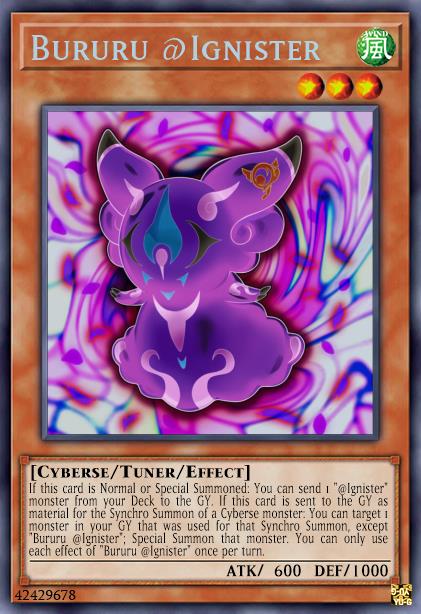 Bururu @Ignister
WIND
風
[Cyberse/Tuner/Effect]
If this card is Normal or Special Summoned: You can send 1 "@Ignister"
monster from your Deck to the GY. If this card is sent to the GY as
material for the Synchro Summon of a Cyberse monster: You can target 1
monster in your GY that was used for that Synchro Summon, except
"Bururu @Ignister"; Special Summon that monster. You can only use
each effect of "Bururu @Ignister" once per turn.
ATK/ 600 DEF/1000
42429678